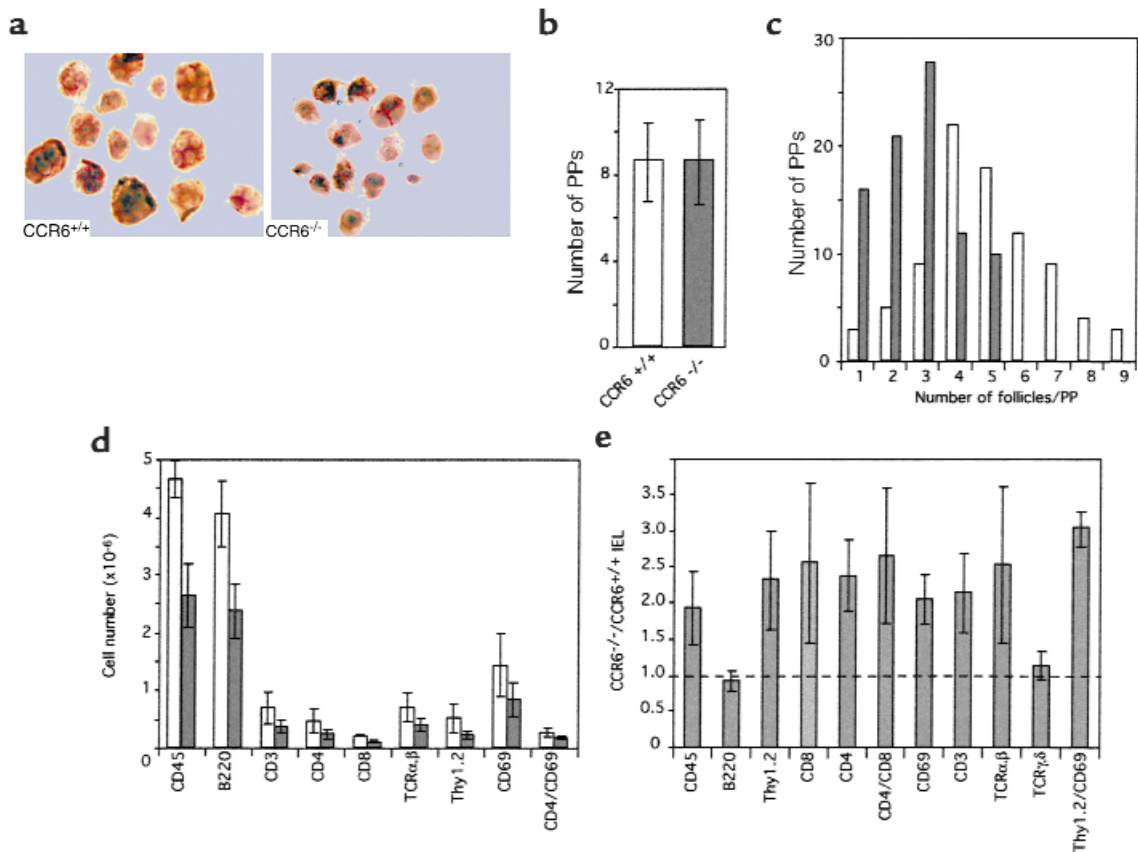 a
CCR6+/+
CCR6-/-
b
Number of PPs
12
8
4
0
CCR6 +/+
CCR6 -/-
c
Number of PPs
30
20
10
0
1 2 3 4 5 6 7 8 9
Number of follicles/PP
d
Cell number (x10-6)
5
4
3
2
1
0
CD45
B220
CD3
CD4
CD8
TCRα,β
Thy1.2
CD69
CD4/CD69
e
CCR6-/-/CCR6+/+ IEL
3.5
3.0
2.5
2.0
1.5
1.0
0.5
0
CD45
B220
Thy1.2
CD8
CD4
CD4/CD8
CD69
CD3
TCRα,β
TCRγ,δ
Thy1.2/CD69